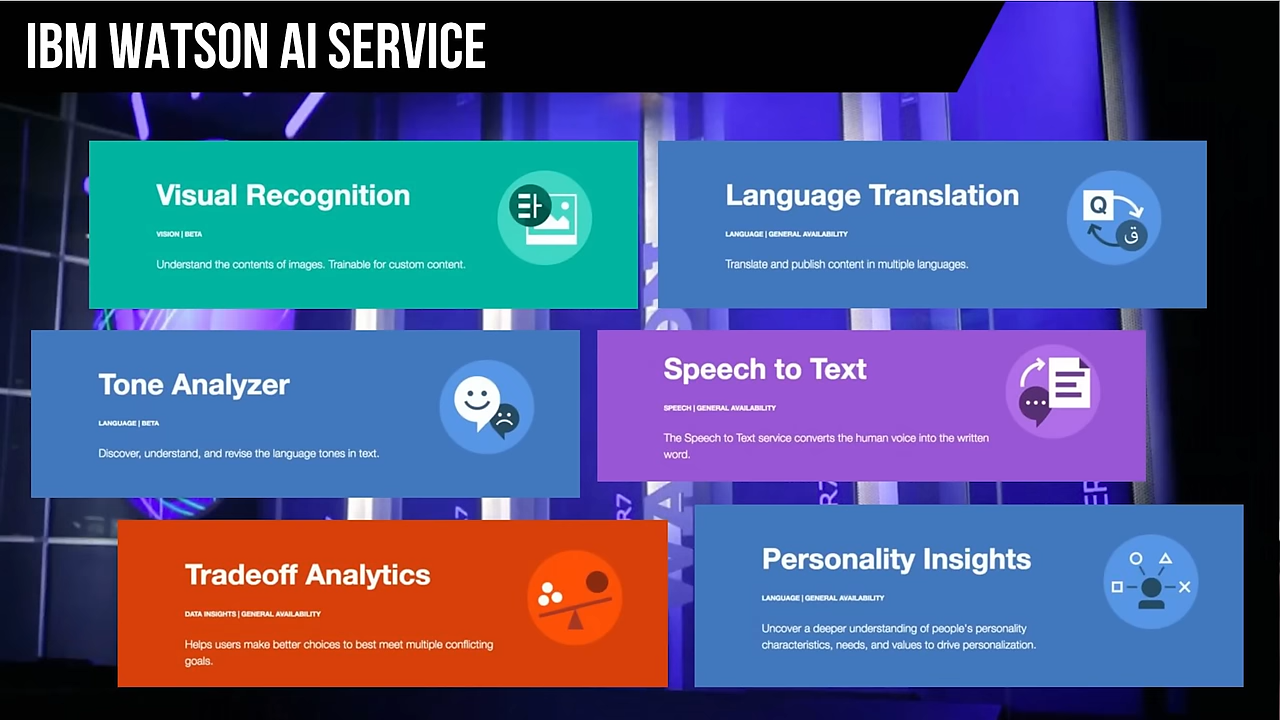 IBM WATSON AI SERVICE
Visual Recognition
VISION | BETA
Understand the contents of images. Trainable for custom content.
Language Translation
LANGUAGE | GENERAL AVAILABILITY
Translate and publish content in multiple languages.
Q
ق
Tone Analyzer
LANGUAGE | BETA
Discover, understand, and revise the language tones in text.
Speech to Text
SPEECH | GENERAL AVAILABILITY
The Speech to Text service converts the human voice into the written
word.
Tradeoff Analytics
DATA INSIGHTS | GENERAL AVAILABILITY
Helps users make better choices to best meet multiple conflicting
goals.
Personality Insights
LANGUAGE | GENERAL AVAILABILITY
Uncover a deeper understanding of people's personality
characteristics, needs, and values to drive personalization.